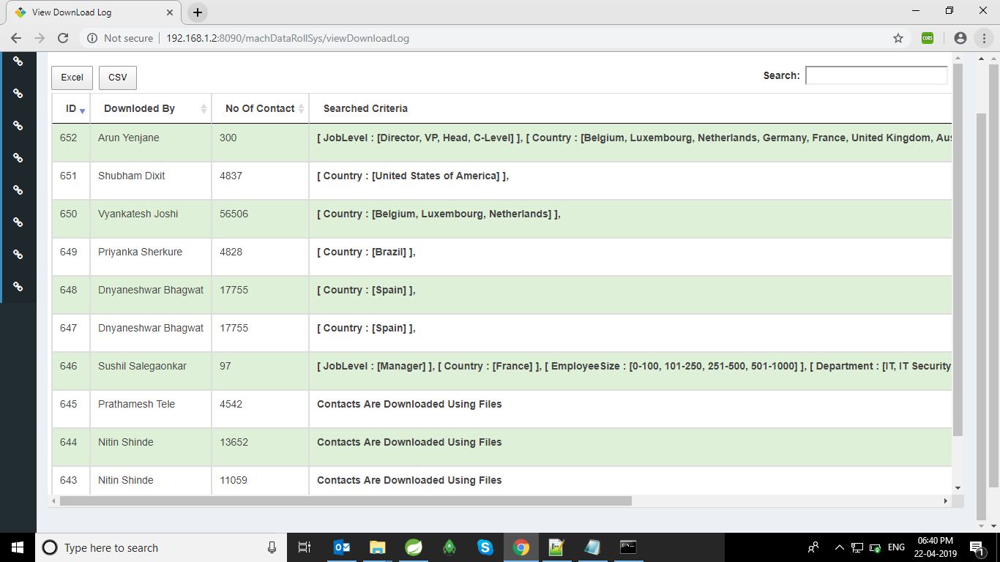 View DownLoad Log
Not secure 192.168.1.2:8090/machDataRollSys/viewDownloadLog
CORS
Excel CSV Search:
ID Downloded By No Of Contact Searched Criteria
652 Arun Yenjane 300 [ JobLevel : [Director, VP, Head, C-Level] ], [ Country : [Belgium, Luxembourg, Netherlands, Germany, France, United Kingdom, Aus
651 Shubham Dixit 4837 [ Country : [United States of America] ],
650 Vyankatesh Joshi 56506 [ Country : [Belgium, Luxembourg, Netherlands] ],
649 Priyanka Sherkure 4828 [ Country : [Brazil] ],
648 Dnyaneshwar Bhagwat 17755 [ Country : [Spain] ],
647 Dnyaneshwar Bhagwat 17755 [ Country : [Spain] ],
646 Sushil Salegaonkar 97 [ JobLevel : [Manager] ], [ Country : [France] ], [ EmployeeSize : [0-100, 101-250, 251-500, 501-1000] ], [ Department : [IT, IT Security
645 Prathamesh Tele 4542 Contacts Are Downloaded Using Files
644 Nitin Shinde 13652 Contacts Are Downloaded Using Files
643 Nitin Shinde 11059 Contacts Are Downloaded Using Files
Type here to search
ENG
06:40 PM
22-04-2019
1